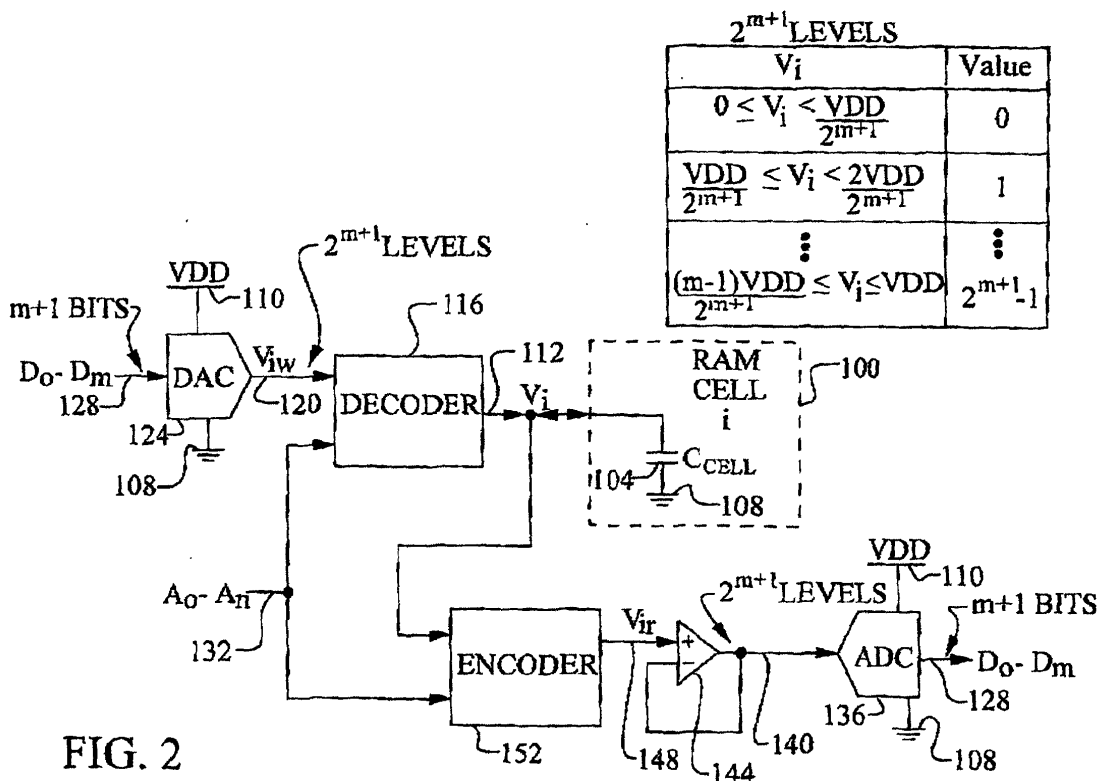 2^{m+1} LEVELS
V_i Value
0 ≤ V_i < VDD/2^{m+1} 0
VDD/2^{m+1} ≤ V_i < 2VDD/2^{m+1} 1
⋮ ⋮
(m-1)VDD/2^{m+1} ≤ V_i ≤ VDD 2^{m+1}-1
2^{m+1} LEVELS
VDD
110
m+1 BITS
116
D_o - D_m
128
DAC
V_iw
120
124
108
DECODER
112
V_i
RAM
CELL
i
100
104
C_CELL
108
A_o - A_n
132
ENCODER
152
V_ir
148
+
−
144
2^{m+1} LEVELS
140
VDD
110
m+1 BITS
ADC
136
D_o - D_m
128
108
FIG. 2